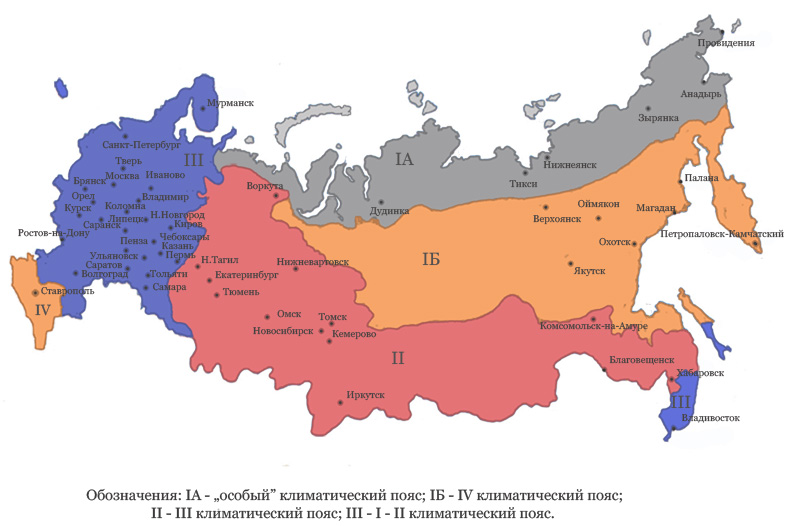 Провидения
Анадырь
Мурманск
Зырянка
Санкт-Петербург
III
IА
Тверь
Нижнеянск
Москва
Иваново
Тикси
Палана
Брянск
Воркута
Орел
Владимир
Коломна
Дудинка
Оймякон
Курск
Липецк
Н.Новгород
Верхоянск
Магадан
Саранск
Киров
Ростов-на-Дону
Чебоксары
Петропаловск-Камчатский
Пенза
Казань
Охотск
Ульяновск
Пермь
Н.Тагил
IБ
Саратов
Нижневартовск
Якутск
Волгоград
Тольяти
Екатеринбург
Самара
Ставрополь
Тюмень
IV
Омск
Томск
Комсомольск-на-Амуре
Новосибирск
Кемерово
II
Благовещенск
Хабаровск
Иркутск
III
Владивосток
Обозначения: IА - „особый” климатический пояс; IБ - IV климатический пояс;
II - III климатический пояс; III - I - II климатический пояс.